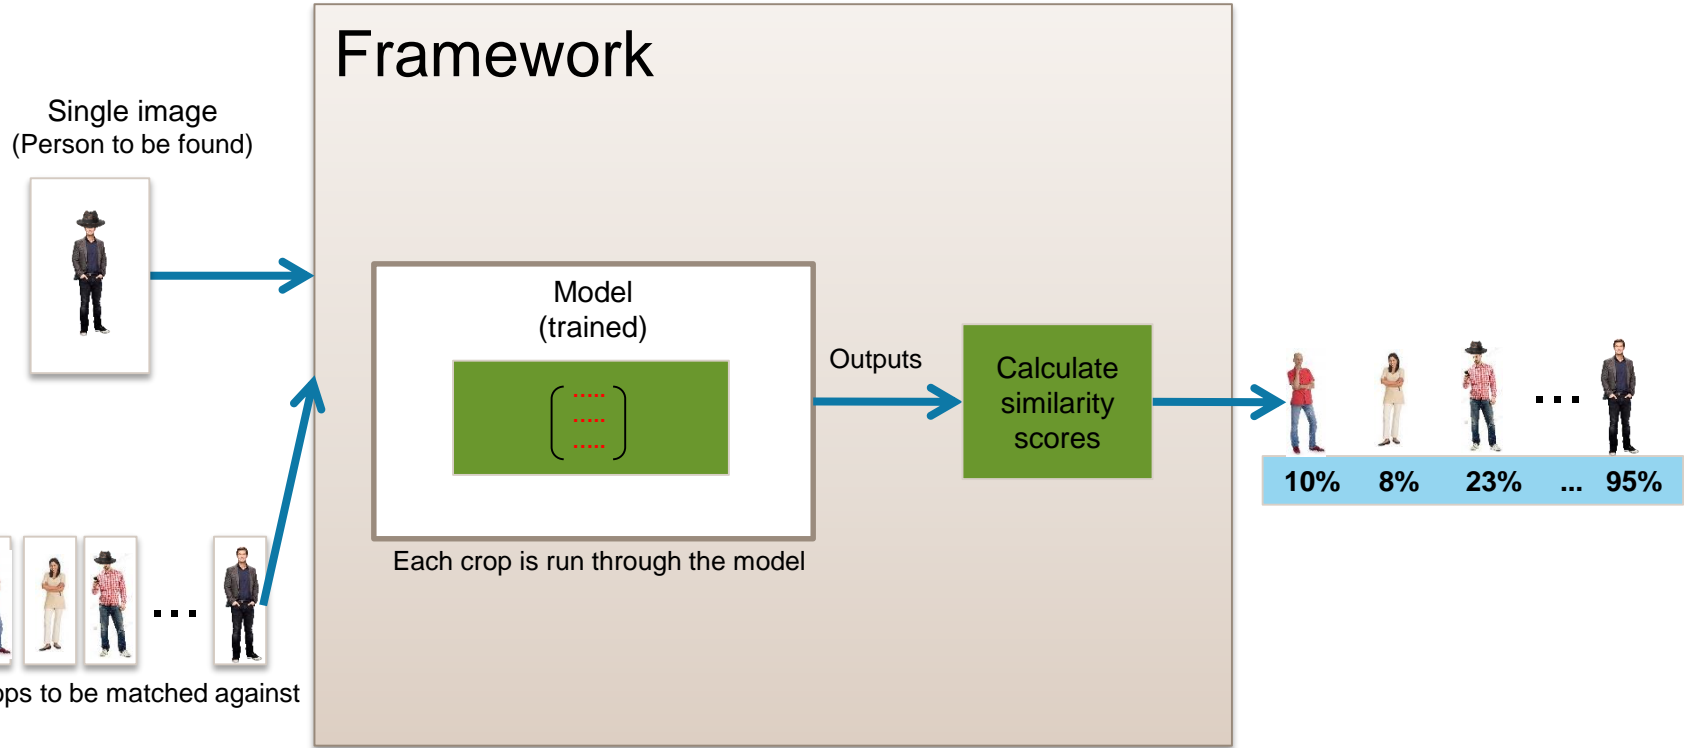 Framework
Single image
(Person to be found)
Model
(trained)
.....
.....
.....
Outputs
Calculate
similarity
scores
...
10% 8% 23% ... 95%
Each crop is run through the model
...
to be matched against